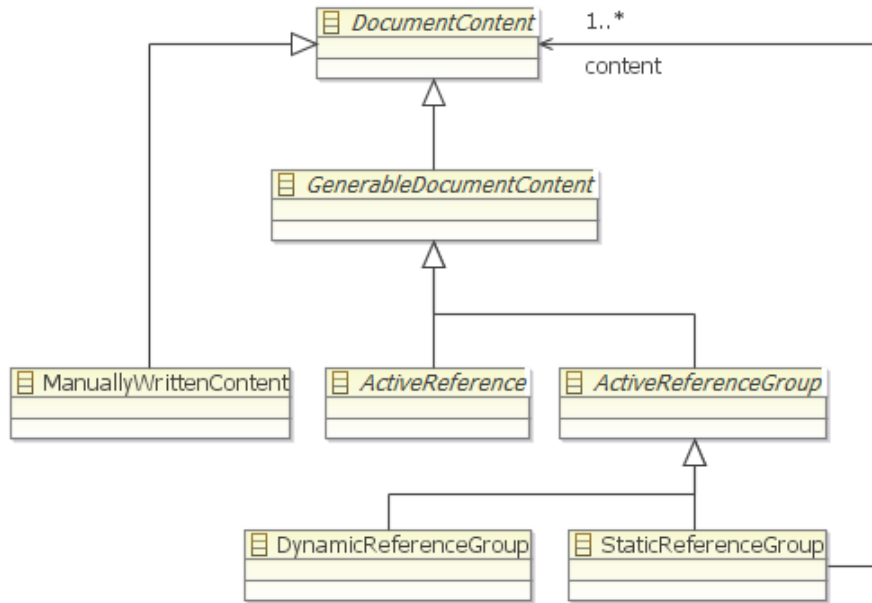 DocumentContent
1..*
content
GenerableDocumentContent
ManuallyWrittenContent
ActiveReference
ActiveReferenceGroup
DynamicReferenceGroup
StaticReferenceGroup